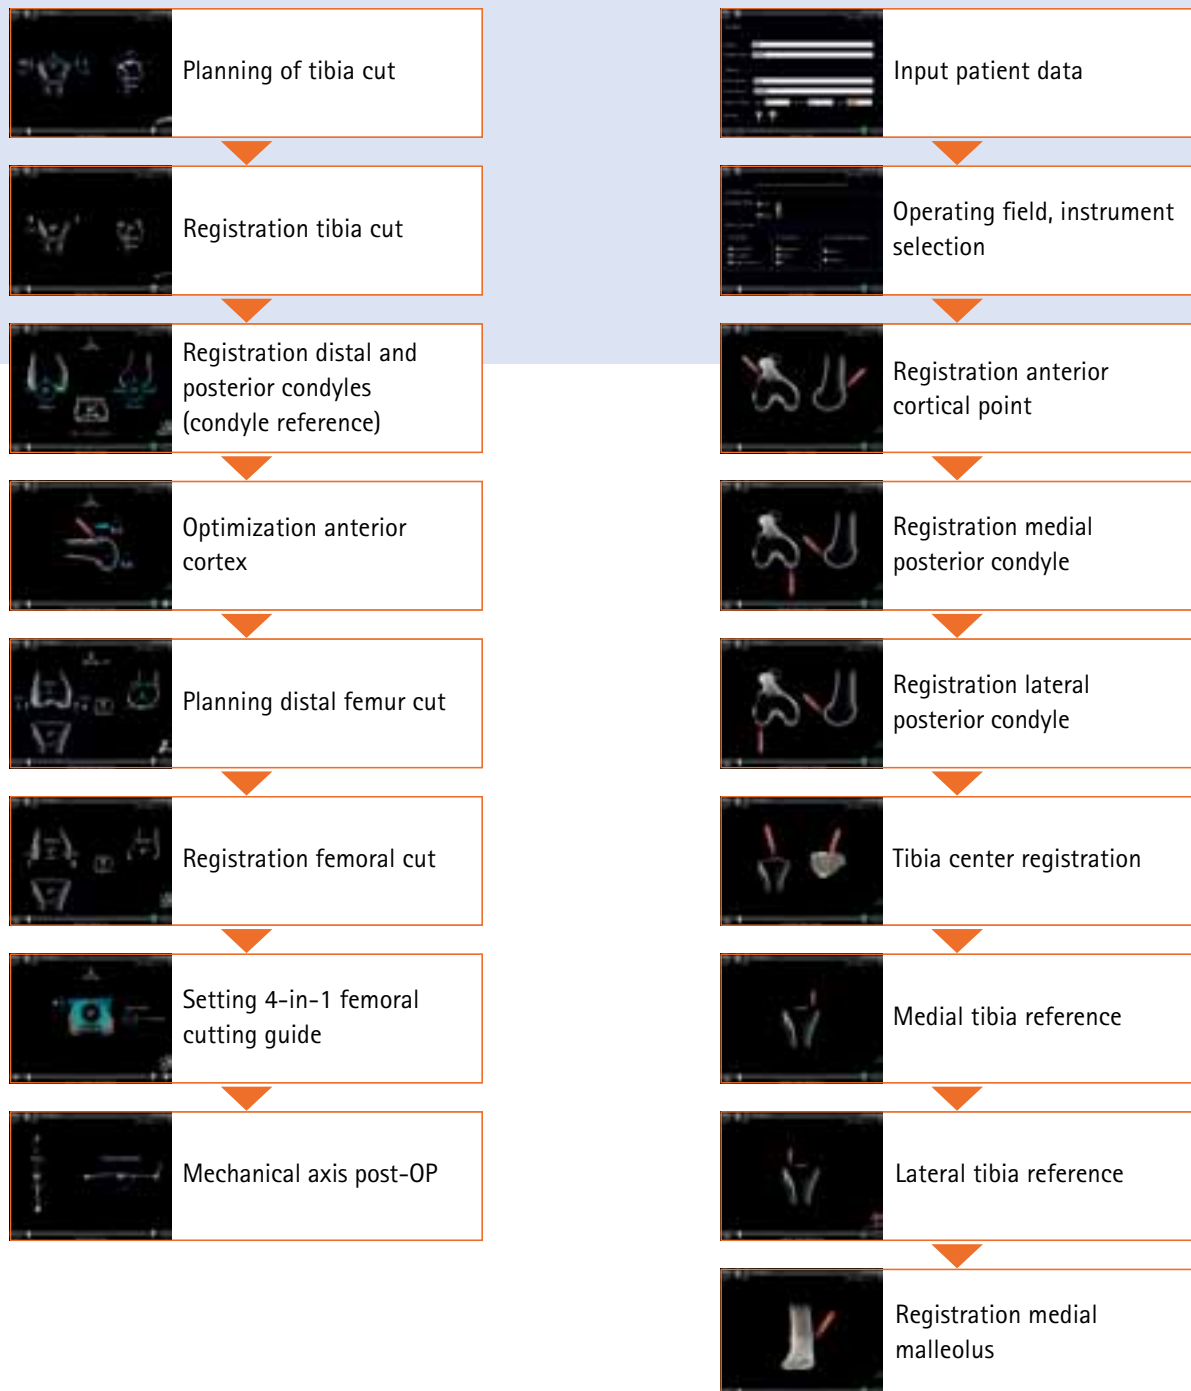 Planning of tibia cut
Registration tibia cut
Registration distal and
posterior condyles
(condyle reference)
Optimization anterior
cortex
Planning distal femur cut
Registration femoral cut
Setting 4-in-1 femoral
cutting guide
Mechanical axis post-OP
Input patient data
Operating field, instrument
selection
Registration anterior
cortical point
Registration medial
posterior condyle
Registration lateral
posterior condyle
Tibia center registration
Medial tibia reference
Lateral tibia reference
Registration medial
malleolus